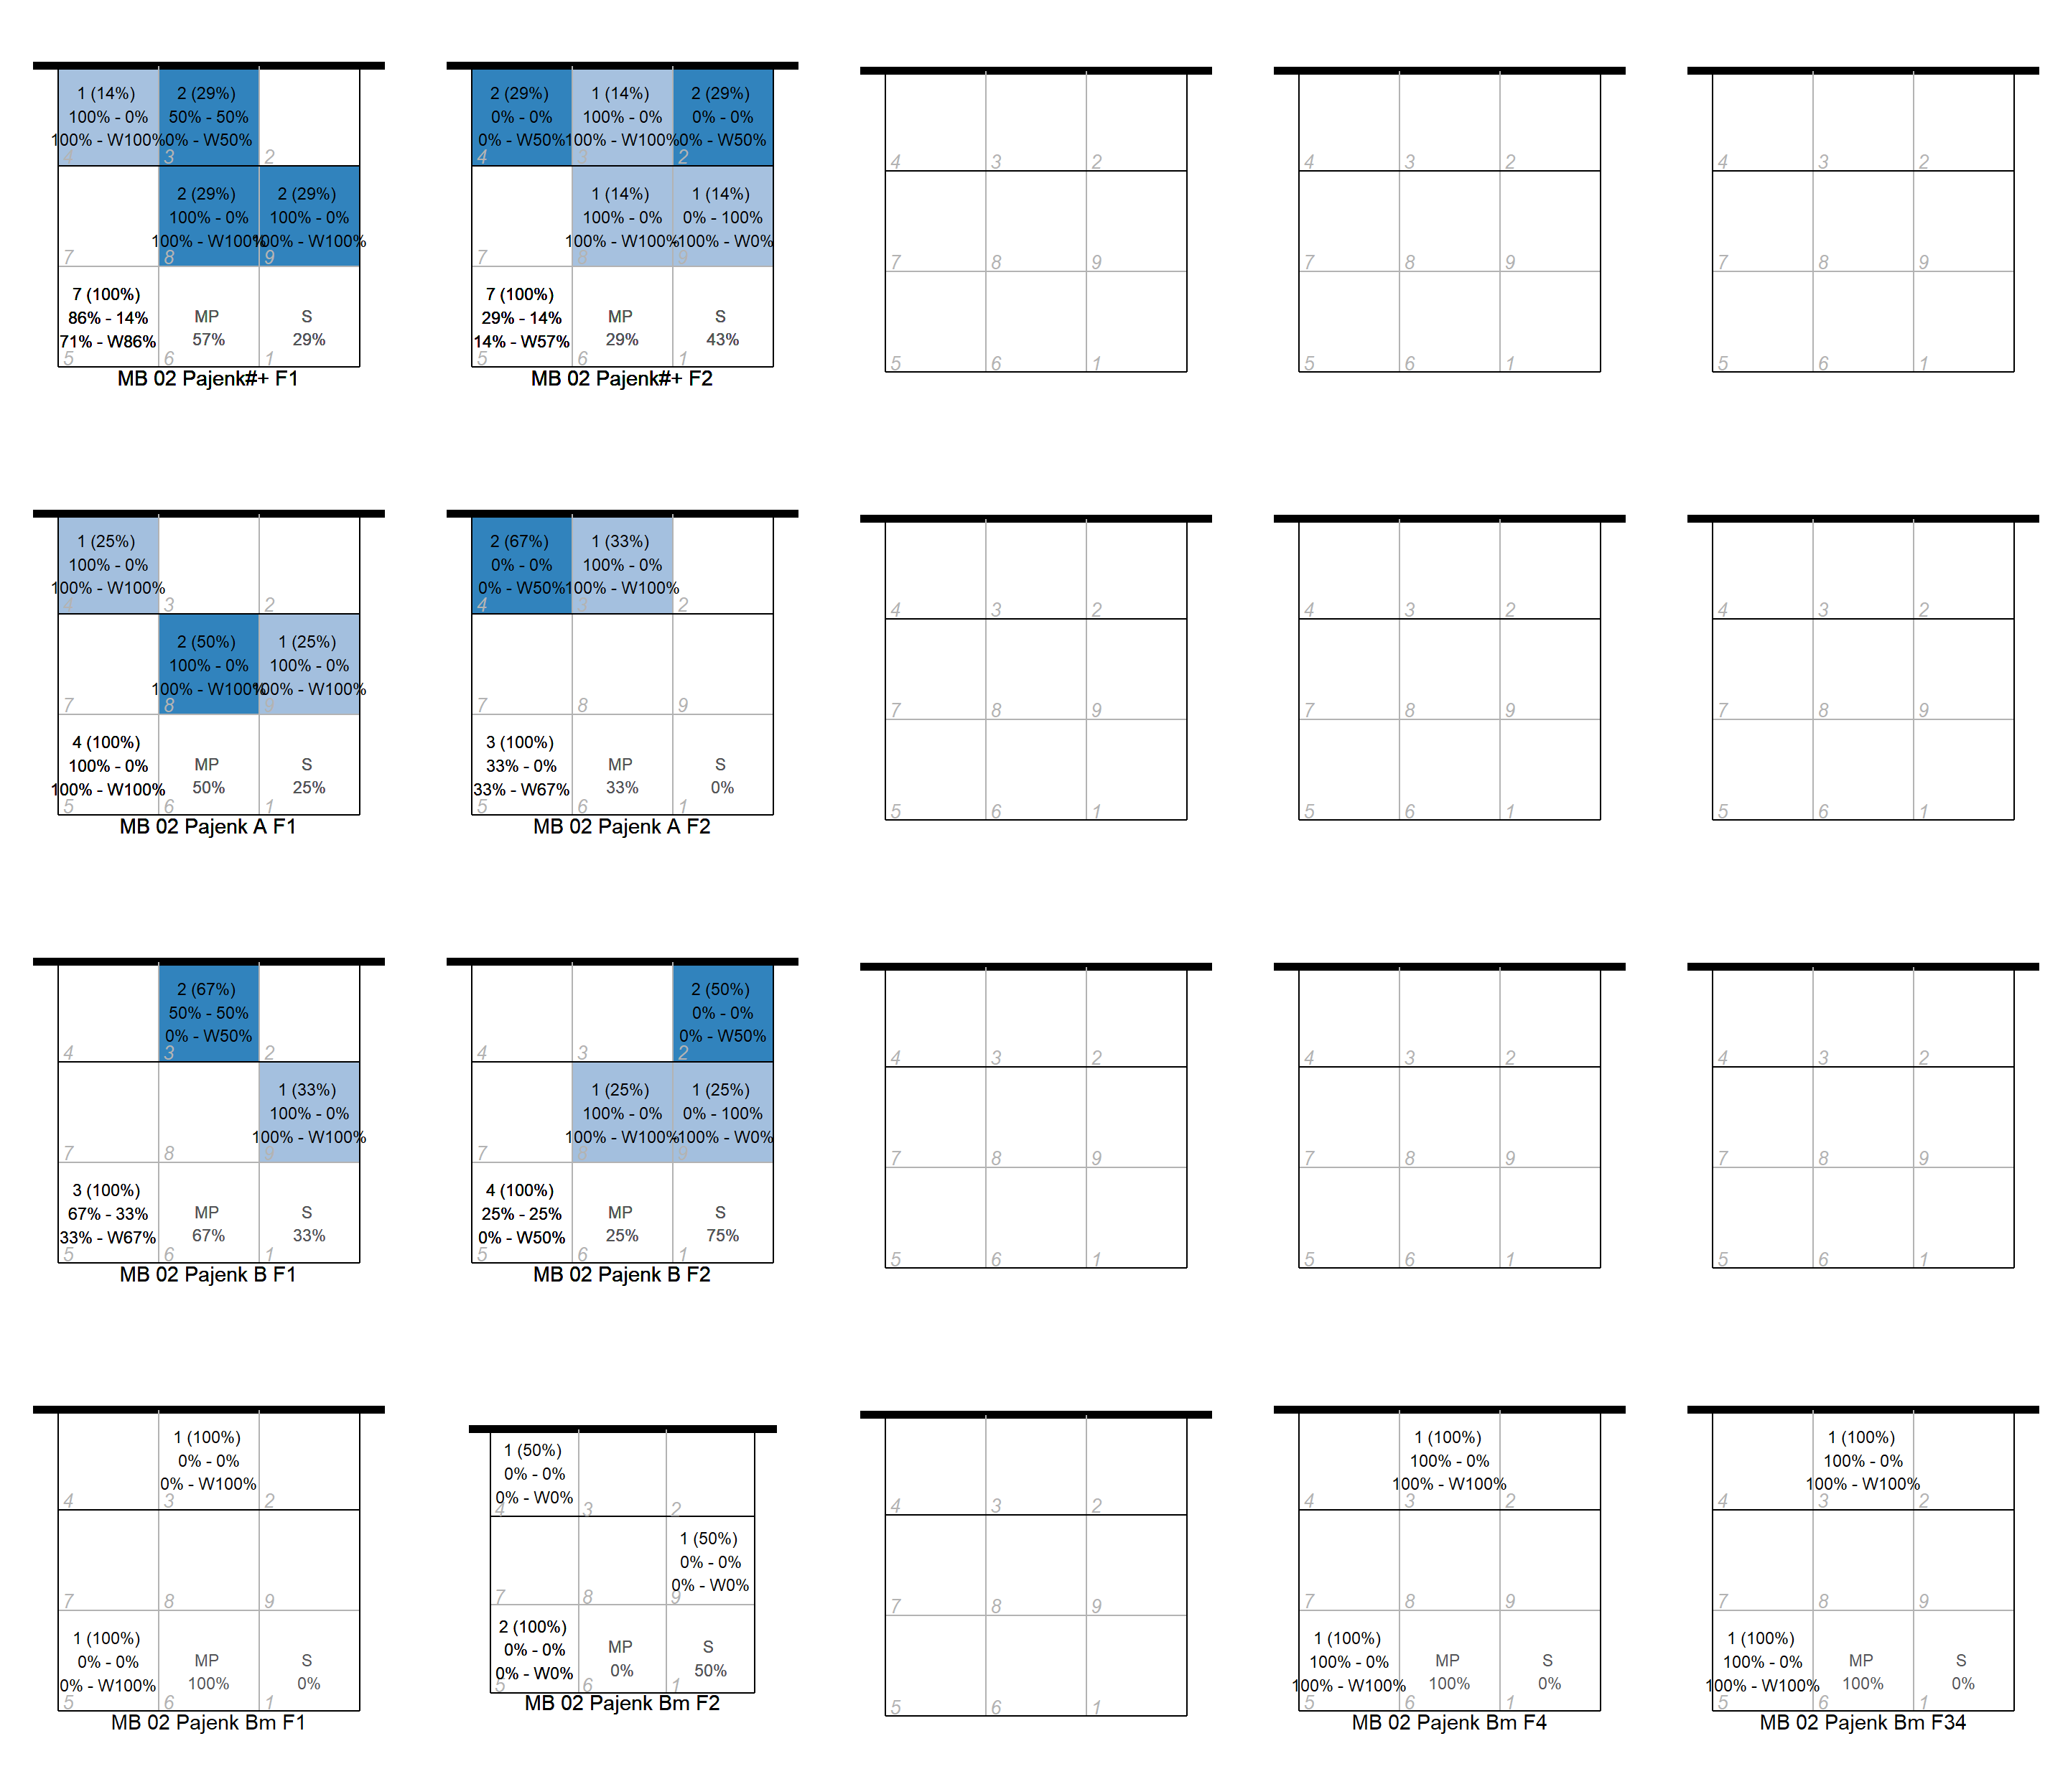 1 (14%) 2 (29%)
100% - 0% 50% - 50%
100% - W100% 0% - W50%
4 3 2
2 (29%) 2 (29%)
100% - 0% 100% - 0%
100% - W100% 100% - W100%
7 8 9
7 (100%)
86% - 14% MP S
71% - W86% 57% 29%
5 6 1
MB 02 Pajenk#+ F1
2 (29%) 1 (14%) 2 (29%)
0% - 0% 100% - 0% 0% - 0%
0% - W50% 100% - W100% 0% - W50%
4 3 2
1 (14%) 1 (14%)
100% - 0% 0% - 100%
100% - W100% -100% - W0%
7 8 9
7 (100%)
29% - 14% MP S
14% - W57% 29% 43%
5 6 1
MB 02 Pajenk#+ F2
4 3 2
7 8 9
5 6 1
4 3 2
7 8 9
5 6 1
4 3 2
7 8 9
5 6 1
1 (25%)
100% - 0%
100% - W100%
4 3 2
2 (50%) 1 (25%)
100% - 0% 100% - 0%
100% - W100% 100% - W100%
7 8 9
4 (100%)
100% - 0% MP S
100% - W100% 50% 25%
5 6 1
MB 02 Pajenk A F1
2 (67%) 1 (33%)
0% - 0% 100% - 0%
0% - W50% 100% - W100%
4 3 2
7 8 9
3 (100%)
33% - 0% MP S
33% - W67% 33% 0%
5 6 1
MB 02 Pajenk A F2
4 3 2
7 8 9
5 6 1
4 3 2
7 8 9
5 6 1
4 3 2
7 8 9
5 6 1
2 (67%)
50% - 50%
0% - W50%
4 3 2
1 (33%)
100% - 0%
100% - W100%
7 8 9
3 (100%)
67% - 33% MP S
33% - W67% 67% 33%
5 6 1
MB 02 Pajenk B F1
2 (50%)
0% - 0%
0% - W50%
4 3 2
1 (25%) 1 (25%)
100% - 0% 0% - 100%
100% - W100% -100% - W0%
7 8 9
4 (100%)
25% - 25% MP S
0% - W50% 25% 75%
5 6 1
MB 02 Pajenk B F2
4 3 2
7 8 9
5 6 1
4 3 2
7 8 9
5 6 1
4 3 2
7 8 9
5 6 1
1 (100%)
0% - 0%
0% - W100%
4 3 2
7 8 9
1 (100%)
0% - 0% MP S
0% - W100% 100% 0%
5 6 1
MB 02 Pajenk Bm F1
1 (50%)
0% - 0%
0% - W0%
4 3 2
1 (50%)
0% - 0%
0% - W0%
7 8 9
2 (100%)
0% - 0% MP S
0% - W0% 0% 50%
5 6 1
MB 02 Pajenk Bm F2
4 3 2
7 8 9
5 6 1
1 (100%)
100% - 0%
100% - W100%
4 3 2
7 8 9
1 (100%)
100% - 0% MP S
100% - W100% 100% 0%
5 6 1
MB 02 Pajenk Bm F4
1 (100%)
100% - 0%
100% - W100%
4 3 2
7 8 9
1 (100%)
100% - 0% MP S
100% - W100% 100% 0%
5 6 1
MB 02 Pajenk Bm F34